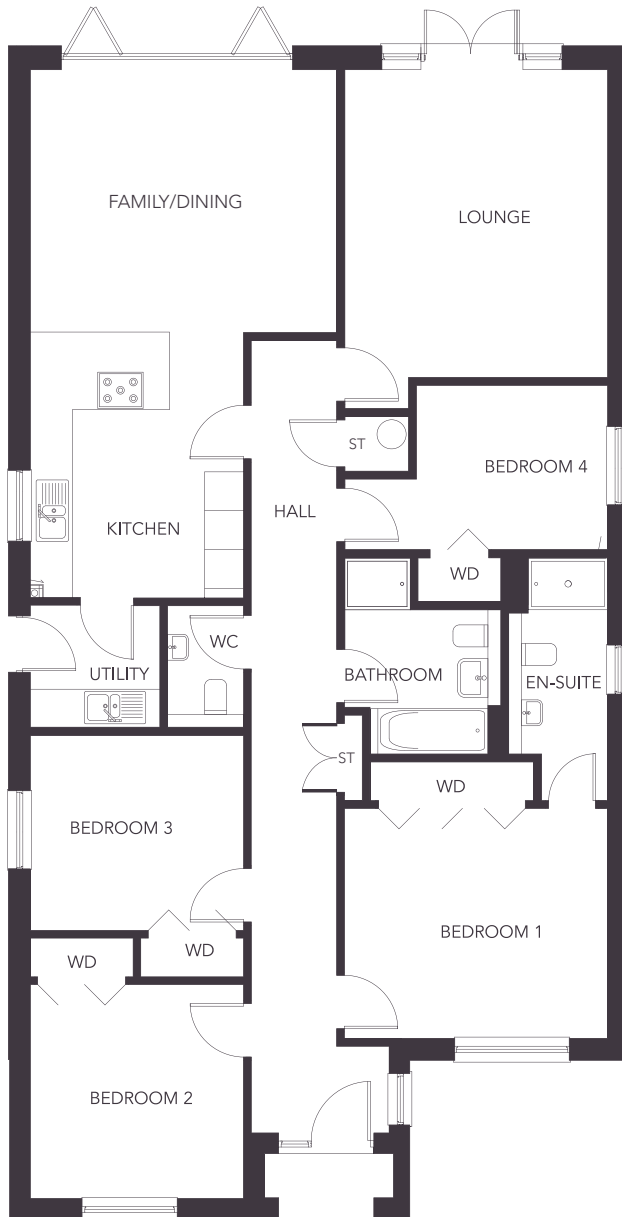 FAMILY/DINING
LOUNGE
ST
BEDROOM 4
HALL
KITCHEN
WD
WC
UTILITY
BATHROOM
EN-SUITE
ST
WD
BEDROOM 3
BEDROOM 1
WD
WD
BEDROOM 2